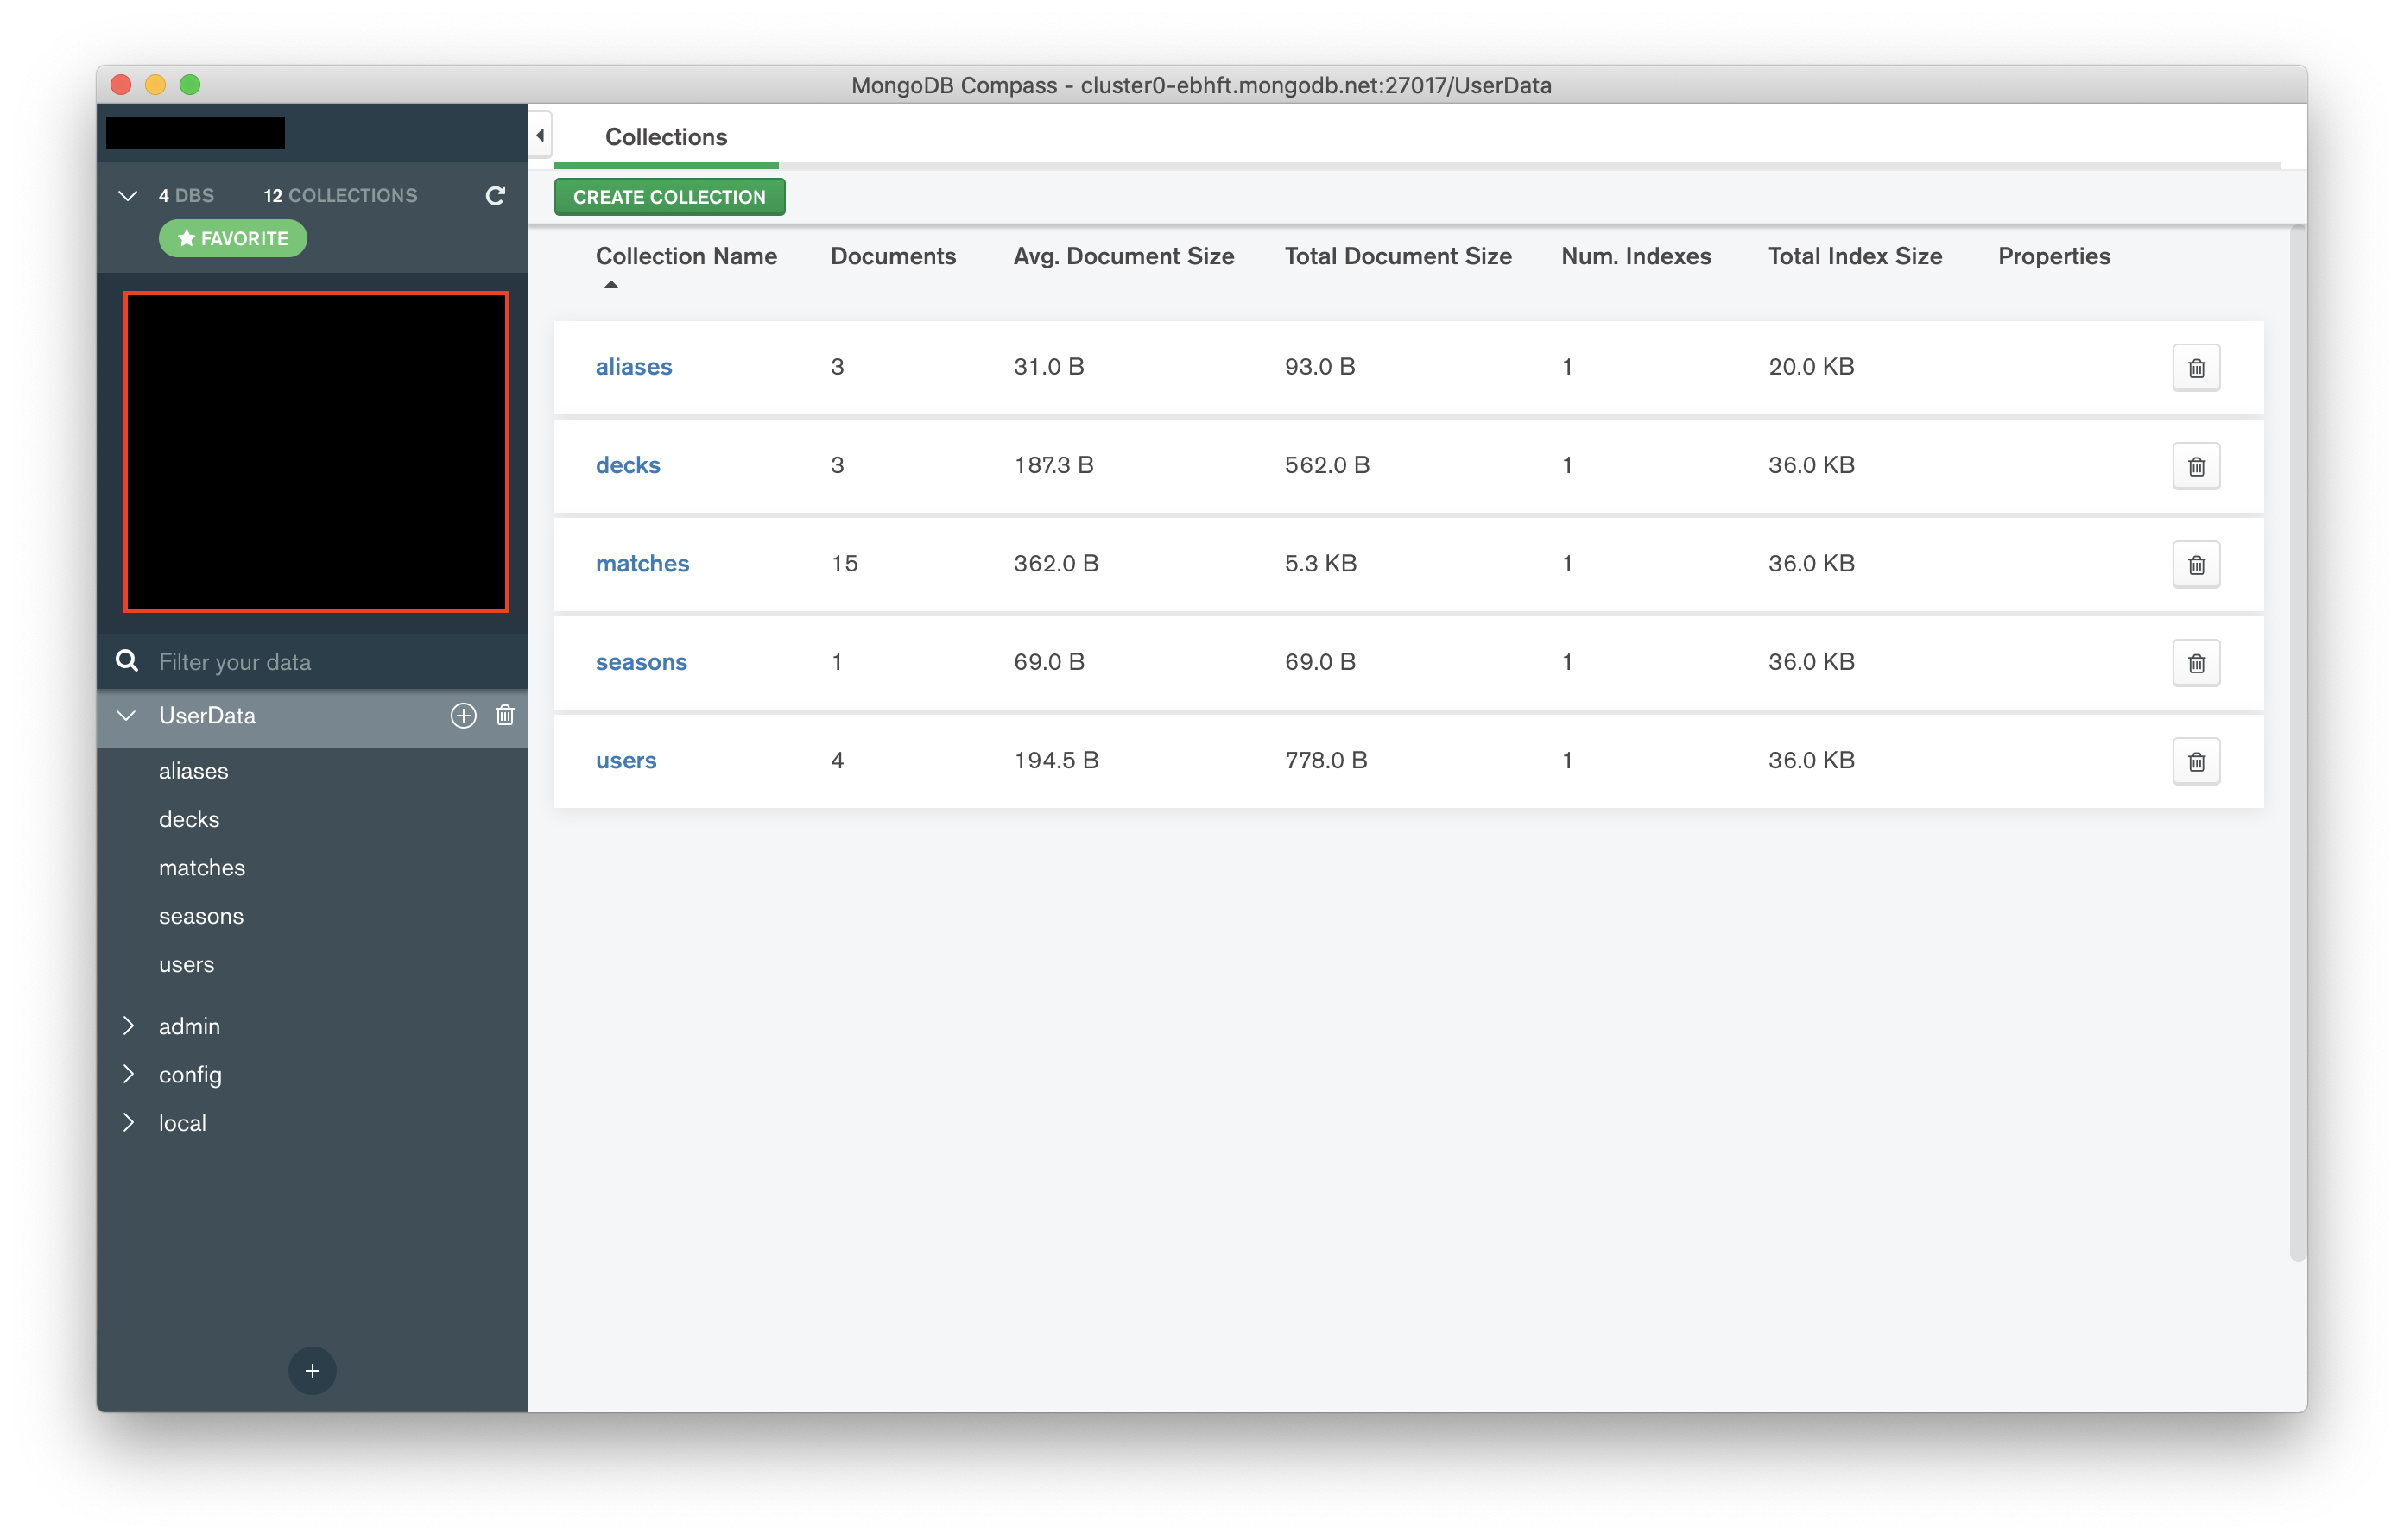 MongoDB Compass - cluster0-ebhft.mongodb.net:27017/UserData
4 DBS 12 COLLECTIONS
FAVORITE
Filter your data
UserData
aliases
decks
matches
seasons
users
admin
config
local
Collections
CREATE COLLECTION
Collection Name Documents Avg. Document Size Total Document Size Num. Indexes Total Index Size Properties
aliases 3 31.0 B 93.0 B 1 20.0 KB
decks 3 187.3 B 562.0 B 1 36.0 KB
matches 15 362.0 B 5.3 KB 1 36.0 KB
seasons 1 69.0 B 69.0 B 1 36.0 KB
users 4 194.5 B 778.0 B 1 36.0 KB